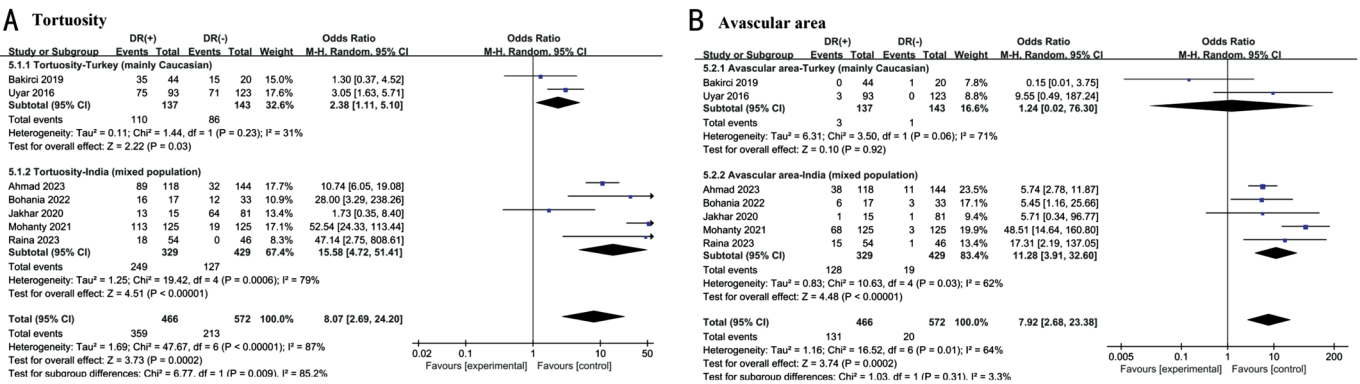 A Tortuosity
DR(+) DR(-) Odds Ratio Odds Ratio
Study or Subgroup Events Total Events Total Weight M-H. Random. 95% CI M-H. Random. 95% CI
5.1.1 Tortuosity-Turkey (mainly Caucasian)
Bakirci 2019 35 44 15 20 15.0% 1.30 [0.37, 4.52]
Uyar 2016 75 93 71 123 17.6% 3.05 [1.63, 5.71]
Subtotal (95% CI) 137 143 32.6% 2.38 [1.11, 5.10]
Total events 110 86
Heterogeneity: Tau² = 0.11; Chi² = 1.44, df = 1 (P = 0.23); I² = 31%
Test for overall effect: Z = 2.22 (P = 0.03)
5.1.2 Tortuosity-India (mixed population)
Ahmad 2023 89 118 32 144 17.7% 10.74 [6.05, 19.08]
Bohania 2022 16 17 12 33 10.9% 28.00 [3.29, 238.26]
Jakhar 2020 13 15 64 81 13.4% 1.73 [0.35, 8.40]
Mohanty 2021 113 125 19 125 17.1% 52.54 [24.33, 113.44]
Raina 2023 18 54 0 46 8.3% 47.14 [2.75, 808.61]
Subtotal (95% CI) 329 429 67.4% 15.58 [4.72, 51.41]
Total events 249 127
Heterogeneity: Tau² = 1.25; Chi² = 19.42, df = 4 (P = 0.0006); I² = 79%
Test for overall effect: Z = 4.51 (P < 0.00001)
Total (95% CI) 466 572 100.0% 8.07 [2.69, 24.20]
Total events 359 213
Heterogeneity: Tau² = 1.69; Chi² = 47.67, df = 6 (P < 0.00001); I² = 87%
Test for overall effect: Z = 3.73 (P = 0.0002)
Test for subgroup differences: Chi² = 6.77, df = 1 (P = 0.009), I² = 85.2%
0.02 0.1 1 10 50
Favours [experimental] Favours [control]
B Avascular area
DR(+) DR(-) Odds Ratio Odds Ratio
Study or Subgroup Events Total Events Total Weight M-H. Random. 95% CI M-H. Random. 95% CI
5.2.1 Avascular area-Turkey (mainly Caucasian)
Bakirci 2019 0 44 1 20 7.8% 0.15 [0.01, 3.75]
Uyar 2016 3 93 0 123 8.8% 9.55 [0.49, 187.24]
Subtotal (95% CI) 137 143 16.6% 1.24 [0.02, 76.30]
Total events 3 1
Heterogeneity: Tau² = 6.31; Chi² = 3.50, df = 1 (P = 0.06); I² = 71%
Test for overall effect: Z = 0.10 (P = 0.92)
5.2.2 Avascular area-India (mixed population)
Ahmad 2023 38 118 11 144 23.5% 5.74 [2.78, 11.87]
Bohania 2022 6 17 3 33 17.2% 5.45 [1.16, 25.66]
Jakhar 2020 1 15 1 81 9.4% 5.71 [0.34, 96.77]
Mohanty 2021 68 125 3 125 19.9% 48.51 [14.64, 160.80]
Raina 2023 15 54 1 46 13.4% 17.31 [2.19, 137.05]
Subtotal (95% CI) 329 429 83.4% 11.28 [3.91, 32.60]
Total events 128 19
Heterogeneity: Tau² = 0.83; Chi² = 10.63, df = 4 (P = 0.03); I² = 62%
Test for overall effect: Z = 4.48 (P < 0.00001)
Total (95% CI) 466 572 100.0% 7.92 [2.68, 23.38]
Total events 131 20
Heterogeneity: Tau² = 1.16; Chi² = 16.52, df = 6 (P = 0.01); I² = 64%
Test for overall effect: Z = 3.74 (P = 0.0002)
Test for subgroup differences: Chi² = 1.03, df = 1 (P = 0.31), I² = 3.3%
0.005 0.1 1 10 200
Favours [experimental] Favours [control]